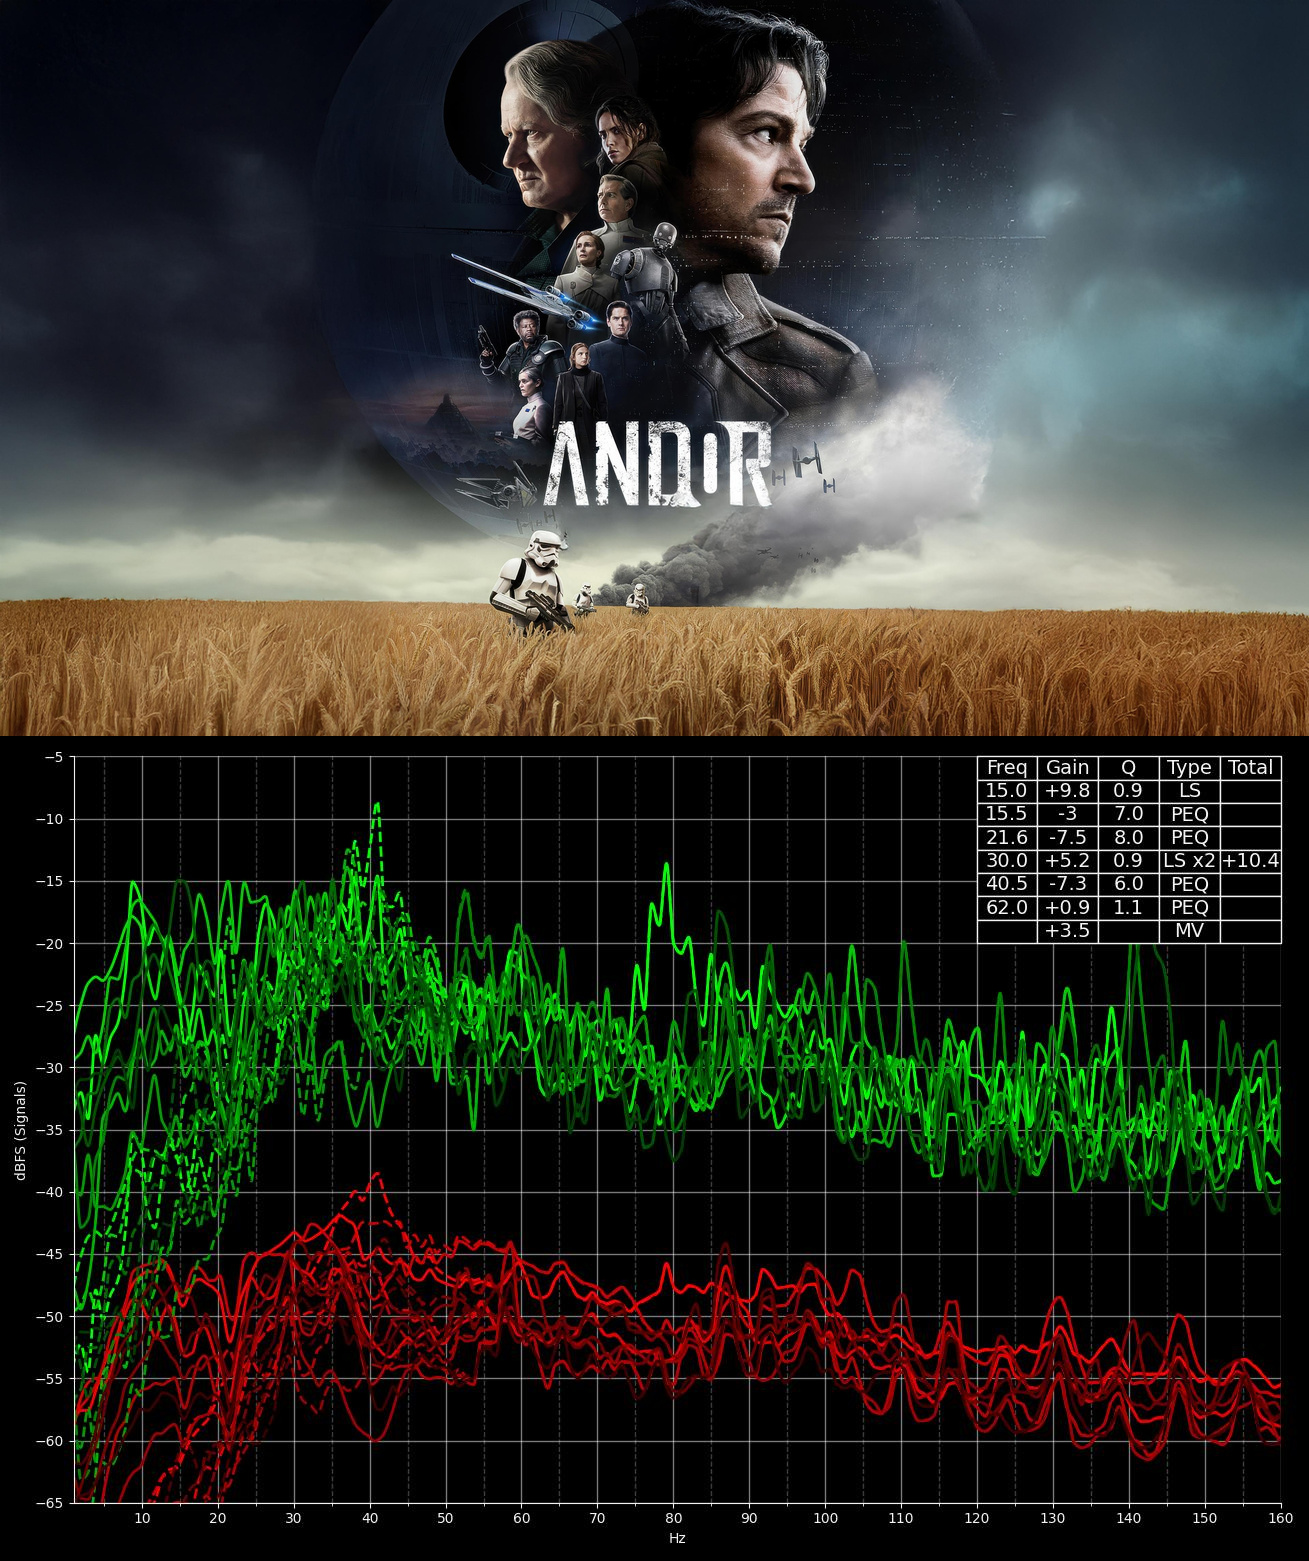 ANDOR
Freq Gain Q Type Total
15.0 +9.8 0.9 LS
15.5 -3 7.0 PEQ
21.6 -7.5 8.0 PEQ
30.0 +5.2 0.9 LS x2 +10.4
40.5 -7.3 6.0 PEQ
62.0 +0.9 1.1 PEQ
+3.5 MV
−5
−10
−15
−20
−25
−30
−35
−40
−45
−50
−55
−60
−65
dBFS (Signals)
10 20 30 40 50 60 70 80 90 100 110 120 130 140 150 160
Hz